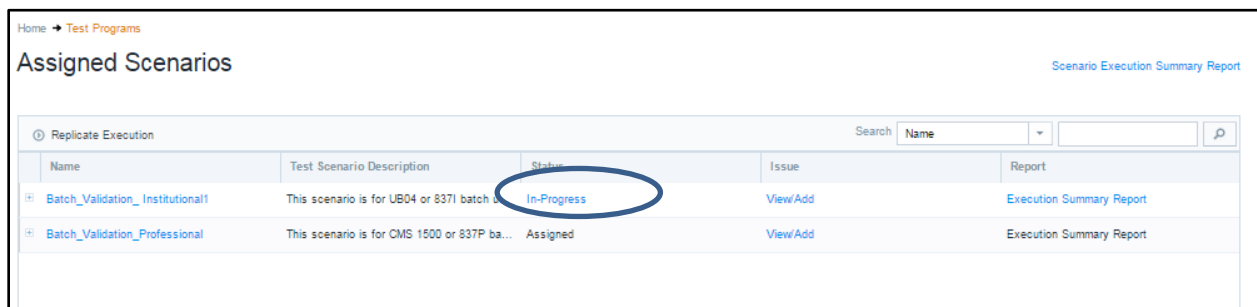 Home → Test Programs
Assigned Scenarios
Scenario Execution Summary Report
Replicate Execution
Search Name
Name Test Scenario Description Status Issue Report
Batch_Validation_ Institutional1 This scenario is for UB04 or 837I batch In-Progress View/Add Execution Summary Report
Batch_Validation_Professional This scenario is for CMS 1500 or 837P ba... Assigned View/Add Execution Summary Report